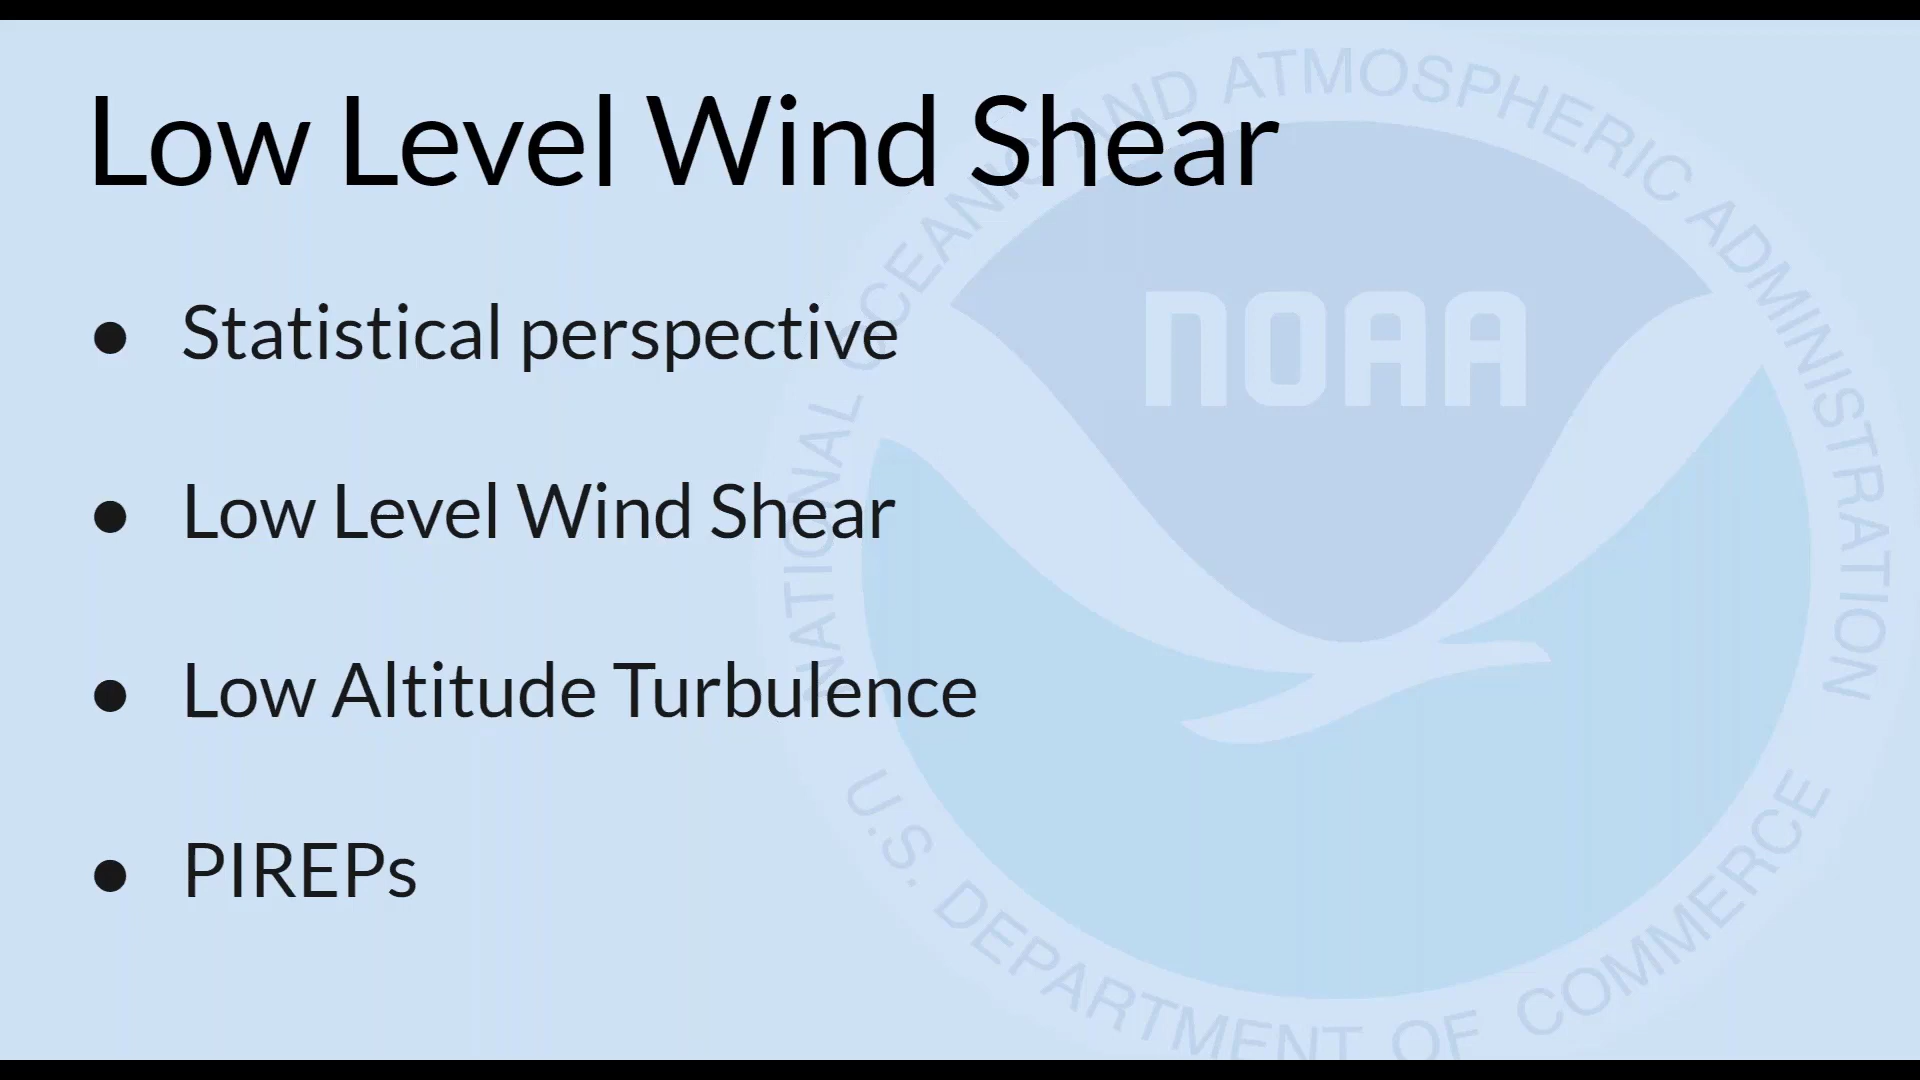 Low Level Wind Shear
● Statistical perspective
● Low Level Wind Shear
● Low Altitude Turbulence
● PIREPs
NATIONAL OCEANIC AND ATMOSPHERIC ADMINISTRATION
NOAA
U.S. DEPARTMENT OF COMMERCE